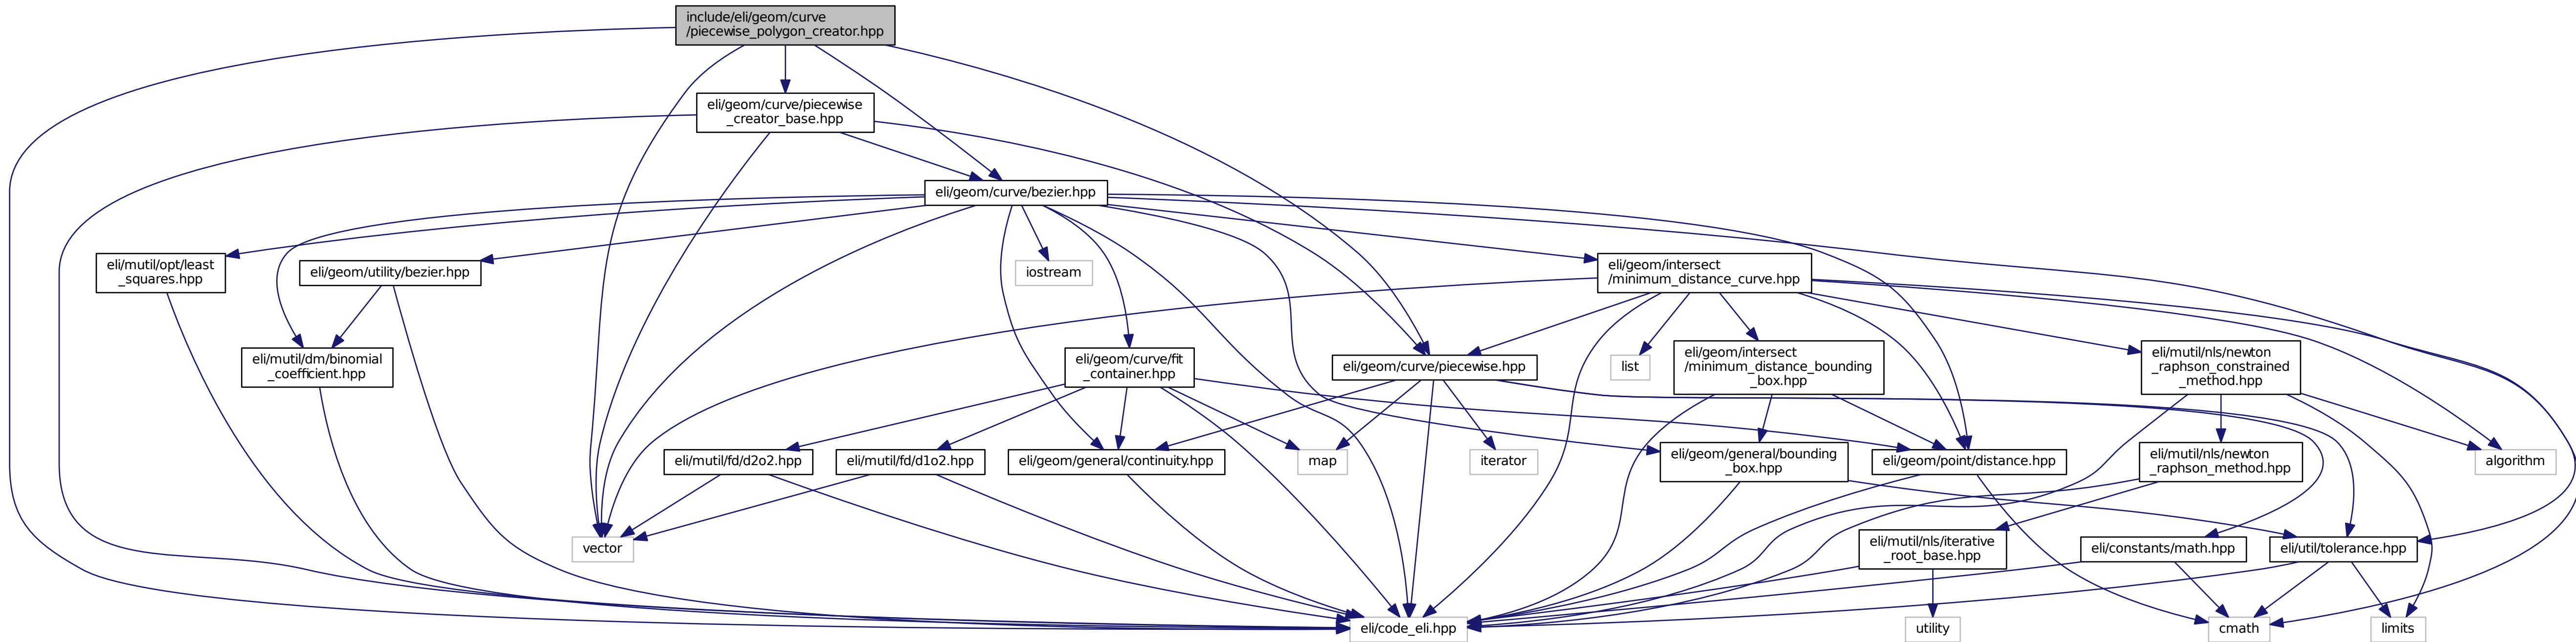 include/eli/geom/curve
/piecewise_polygon_creator.hpp
eli/geom/curve/piecewise
_creator_base.hpp
eli/geom/curve/bezier.hpp
eli/mutil/opt/least
_squares.hpp
eli/geom/utility/bezier.hpp
iostream
eli/geom/intersect
/minimum_distance_curve.hpp
eli/mutil/dm/binomial
_coefficient.hpp
eli/geom/curve/fit
_container.hpp
eli/geom/curve/piecewise.hpp
list
eli/geom/intersect
/minimum_distance_bounding
_box.hpp
eli/mutil/nls/newton
_raphson_constrained
_method.hpp
eli/mutil/fd/d2o2.hpp
eli/mutil/fd/d1o2.hpp
eli/geom/general/continuity.hpp
map
iterator
eli/geom/general/bounding
_box.hpp
eli/geom/point/distance.hpp
eli/mutil/nls/newton
_raphson_method.hpp
algorithm
vector
eli/mutil/nls/iterative
_root_base.hpp
eli/constants/math.hpp
eli/util/tolerance.hpp
eli/code_eli.hpp
utility
cmath
limits